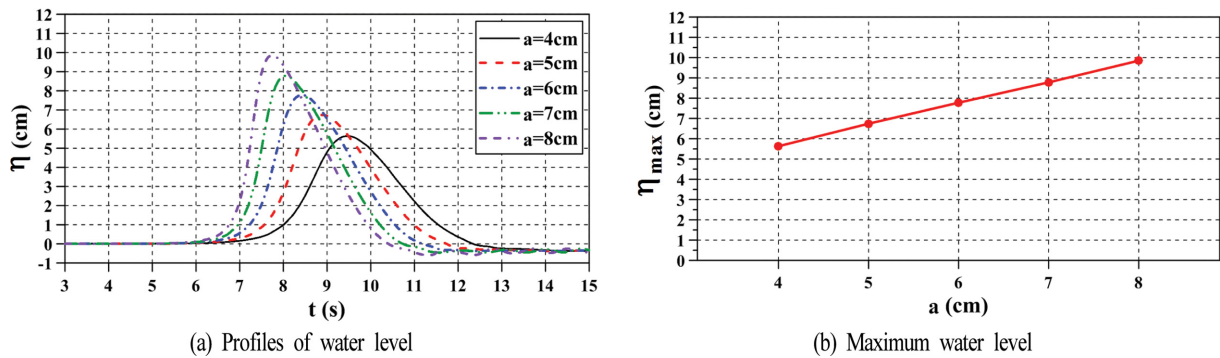 12
11
10
9
8
7
6
5
4
3
2
1
0
-1
η (cm)
3 4 5 6 7 8 9 10 11 12 13 14 15
t (s)
a=4cm
a=5cm
a=6cm
a=7cm
a=8cm
(a) Profiles of water level
12
11
10
9
8
7
6
5
4
3
2
1
0
ηmax (cm)
4 5 6 7 8
a (cm)
(b) Maximum water level